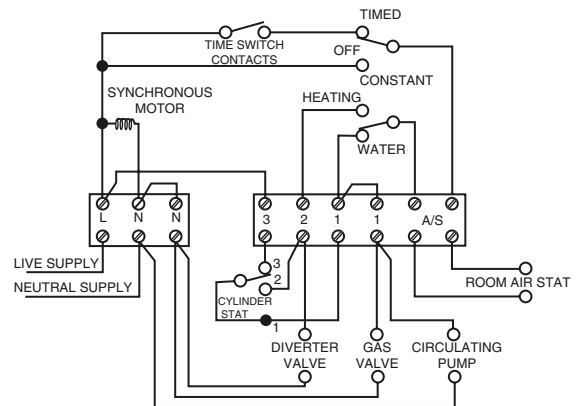 TIMED
TIME SWITCH
CONTACTS
OFF
CONSTANT
SYNCHRONOUS
MOTOR
HEATING
WATER
L N N
3 2 1 1 A/S
LIVE SUPPLY
NEUTRAL SUPPLY
3
2
CYLINDER
STAT
1
ROOM AIR STAT
DIVERTER
VALVE
GAS
VALVE
CIRCULATING
PUMP